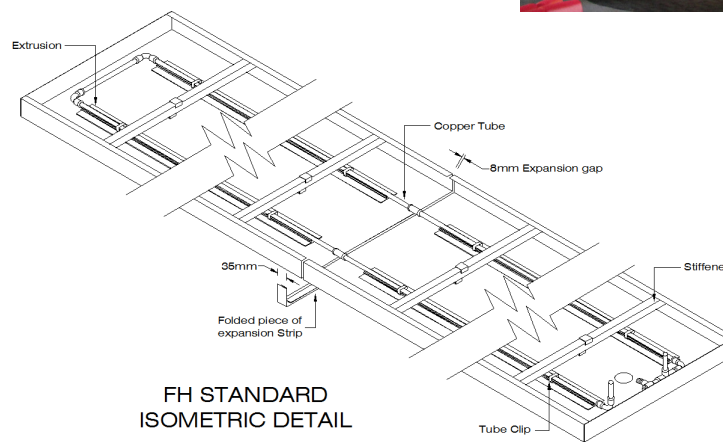 Extrusion
Copper Tube
8mm Expansion gap
35mm
Stiffene
Folded piece of
expansion Strip
FH STANDARD
ISOMETRIC DETAIL
Tube Clip